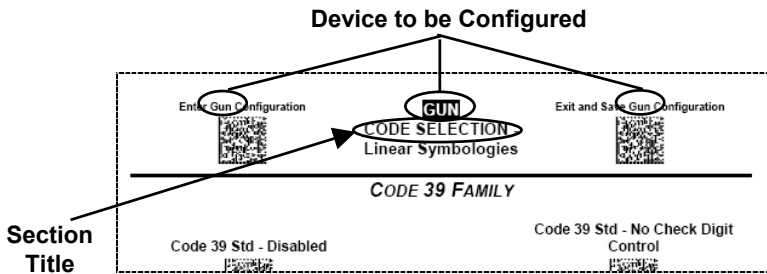 Device to be Configured
Enter Gun Configuration
GUN
Exit and Save Gun Configuration
CODE SELECTION -
Linear Symbologies
CODE 39 FAMILY
Section
Title
Code 39 Std - Disabled
Code 39 Std - No Check Digit
Control